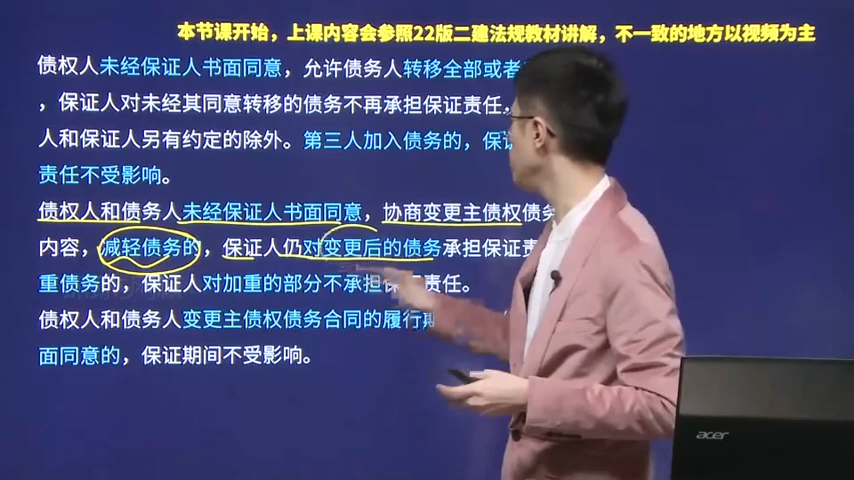 本节课开始，上课内容会参照22版二建法规教材讲解，不一致的地方以视频为主
债权人未经保证人书面同意，允许债务人转移全部或者
，保证人对未经其同意转移的债务不再承担保证责任，
人和保证人另有约定的除外。第三人加入债务的，保证
责任不受影响。
债权人和债务人未经保证人书面同意，协商变更主债权债务
内容，减轻债务的，保证人仍对变更后的债务承担保证责
重债务的，保证人对加重的部分不承担保证责任。
债权人和债务人变更主债权债务合同的履行期
面同意的，保证期间不受影响。
acer